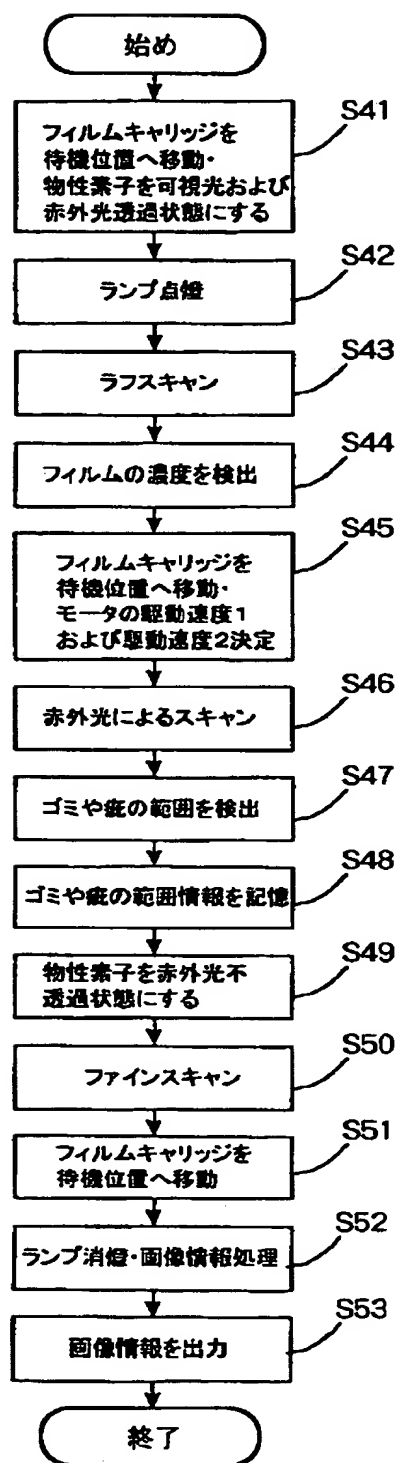 始め
S41
フィルムキャリッジを
待機位置へ移動・
物性素子を可視光および
赤外光透過状態にする
S42
ランプ点燈
S43
ラフスキャン
S44
フィルムの濃度を検出
S45
フィルムキャリッジを
待機位置へ移動・
モータの駆動速度1
および駆動速度2決定
S46
赤外光によるスキャン
S47
ゴミや疵の範囲を検出
S48
ゴミや疵の範囲情報を記憶
S49
物性素子を赤外光不
透過状態にする
S50
ファインスキャン
S51
フィルムキャリッジを
待機位置へ移動
S52
ランプ消燈・画像情報処理
S53
画像情報を出力
終了